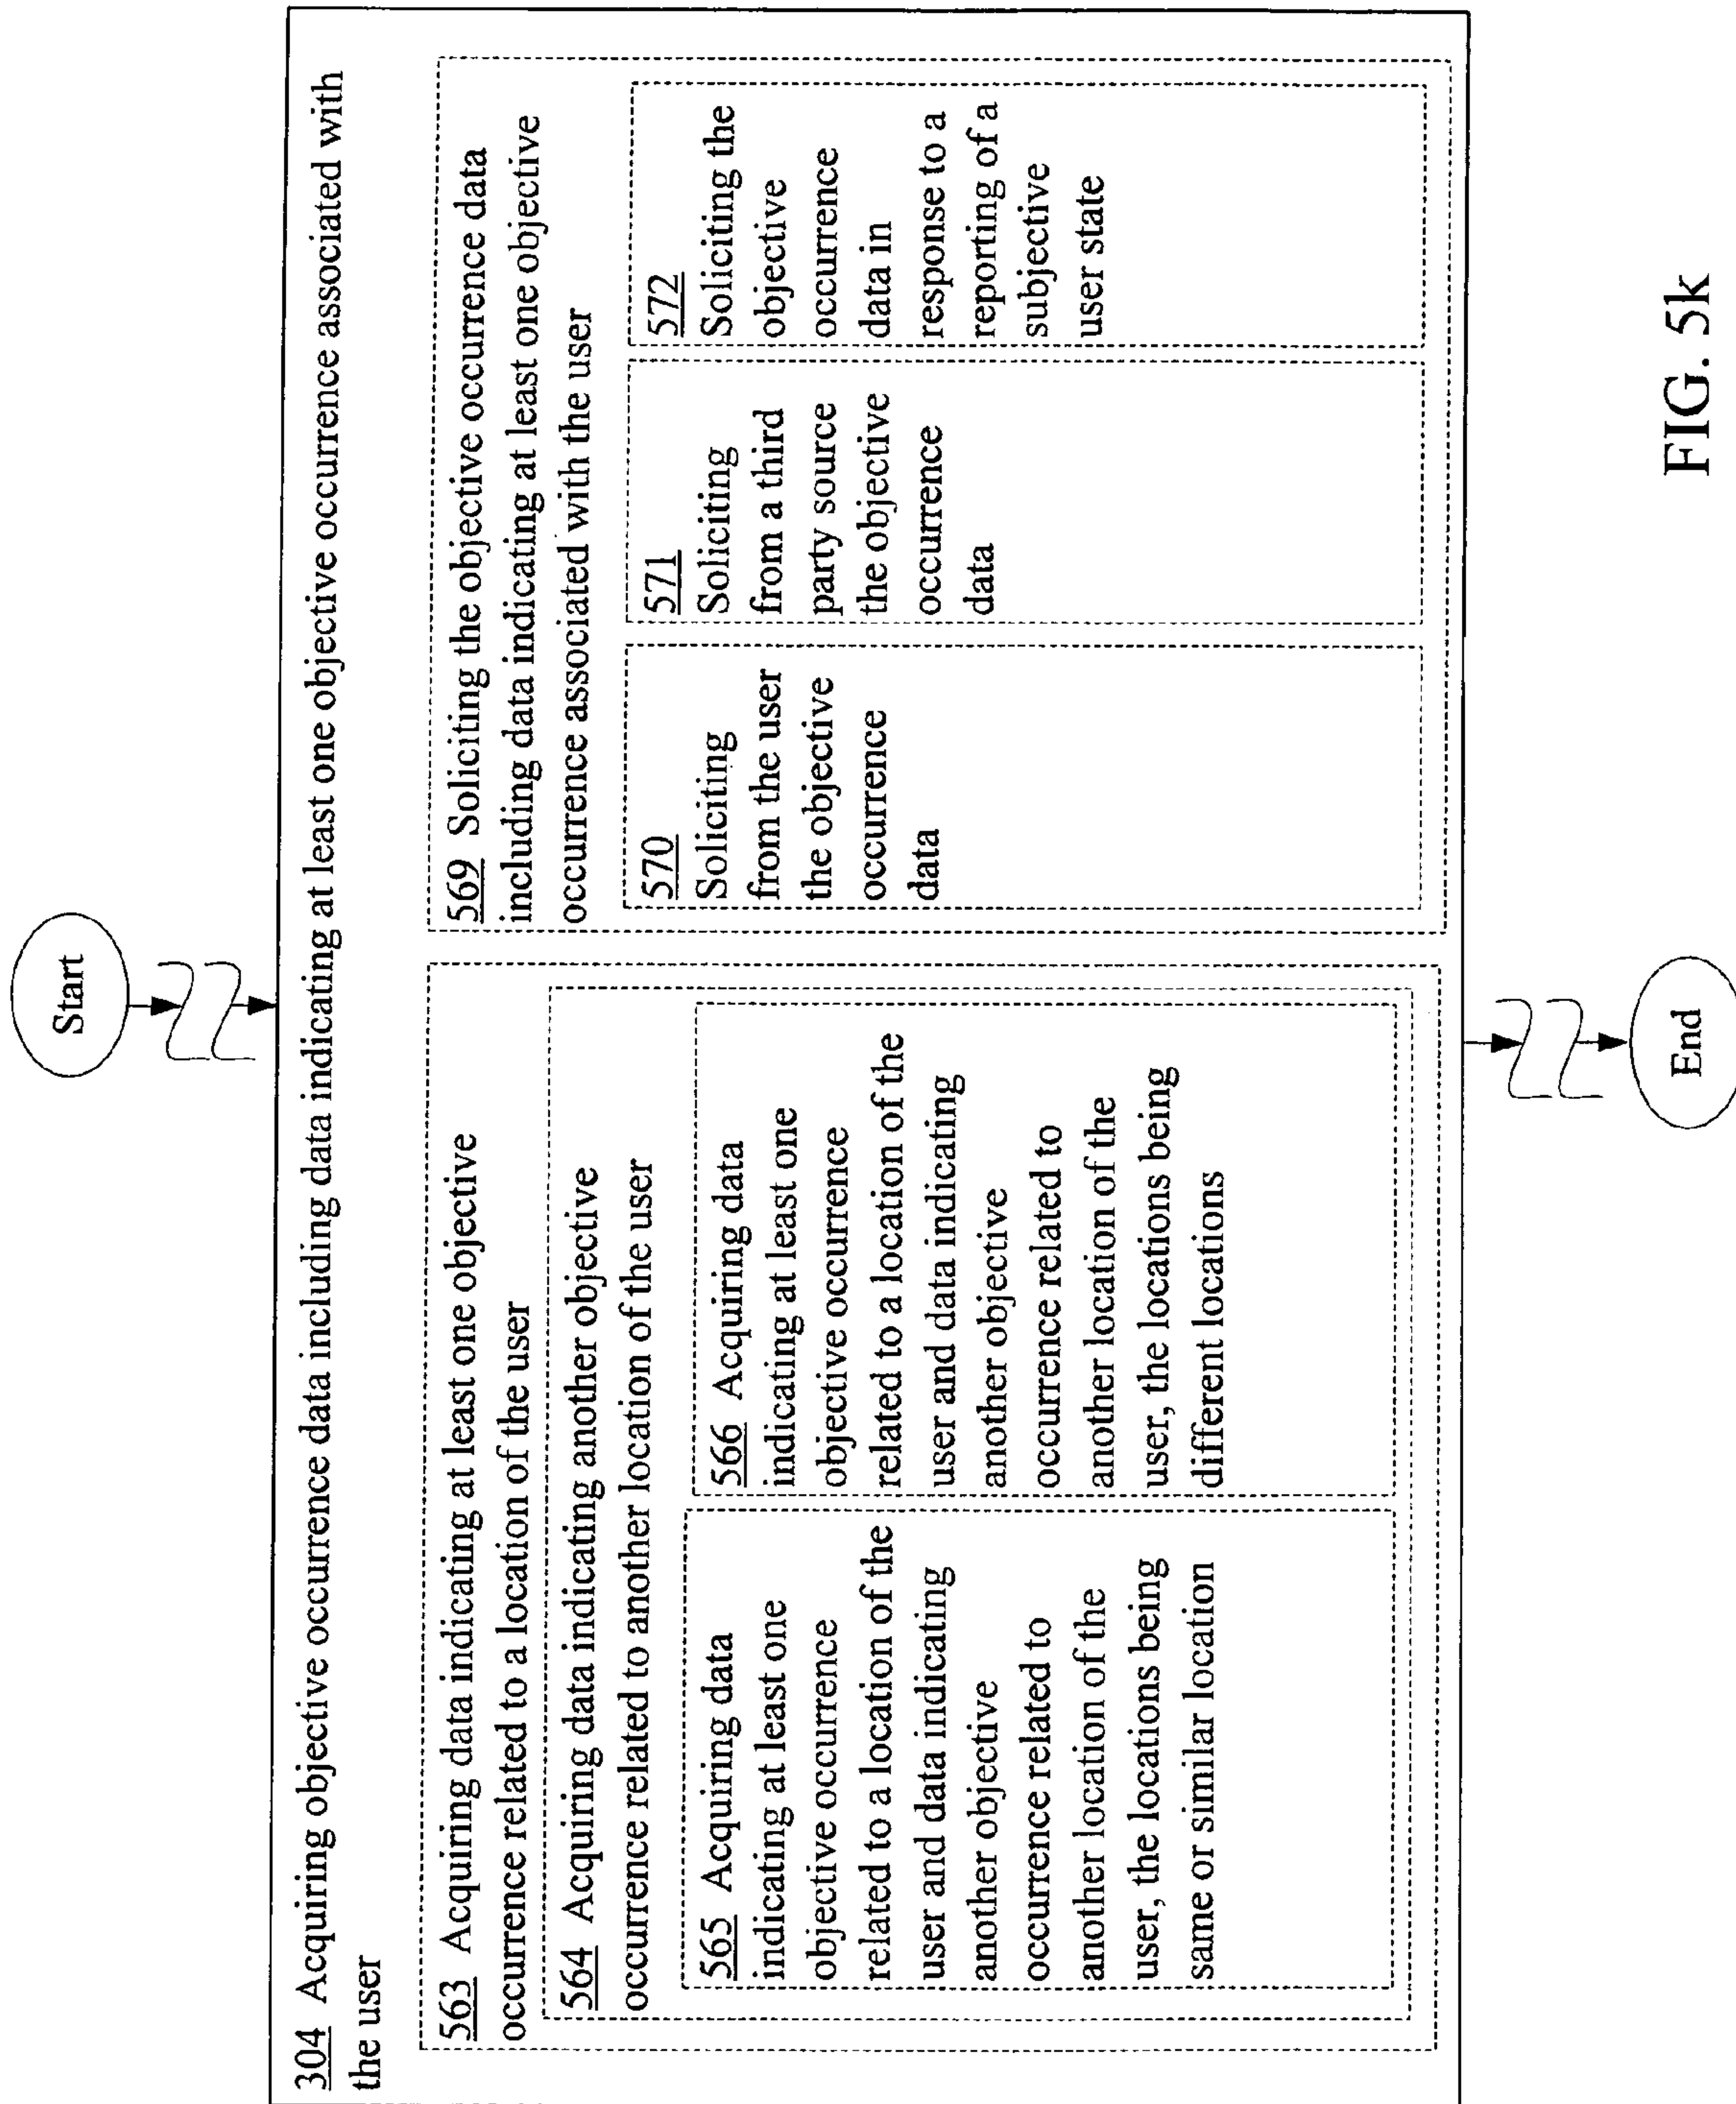 Start
304 Acquiring objective occurrence data including data indicating at least one objective occurrence associated with
the user
563 Acquiring data indicating at least one objective
occurrence related to a location of the user
564 Acquiring data indicating another objective
occurrence related to another location of the user
565 Acquiring data
indicating at least one
objective occurrence
related to a location of the
user and data indicating
another objective
occurrence related to
another location of the
user, the locations being
same or similar location
566 Acquiring data
indicating at least one
objective occurrence
related to a location of the
user and data indicating
another objective
occurrence related to
another location of the
user, the locations being
different locations
569 Soliciting the objective occurrence data
including data indicating at least one objective
occurrence associated with the user
570
Soliciting
from the user
the objective
occurrence
data
571
Soliciting
from a third
party source
the objective
occurrence
data
572
Soliciting the
objective
occurrence
data in
response to a
reporting of a
subjective
user state
End
FIG. 5k